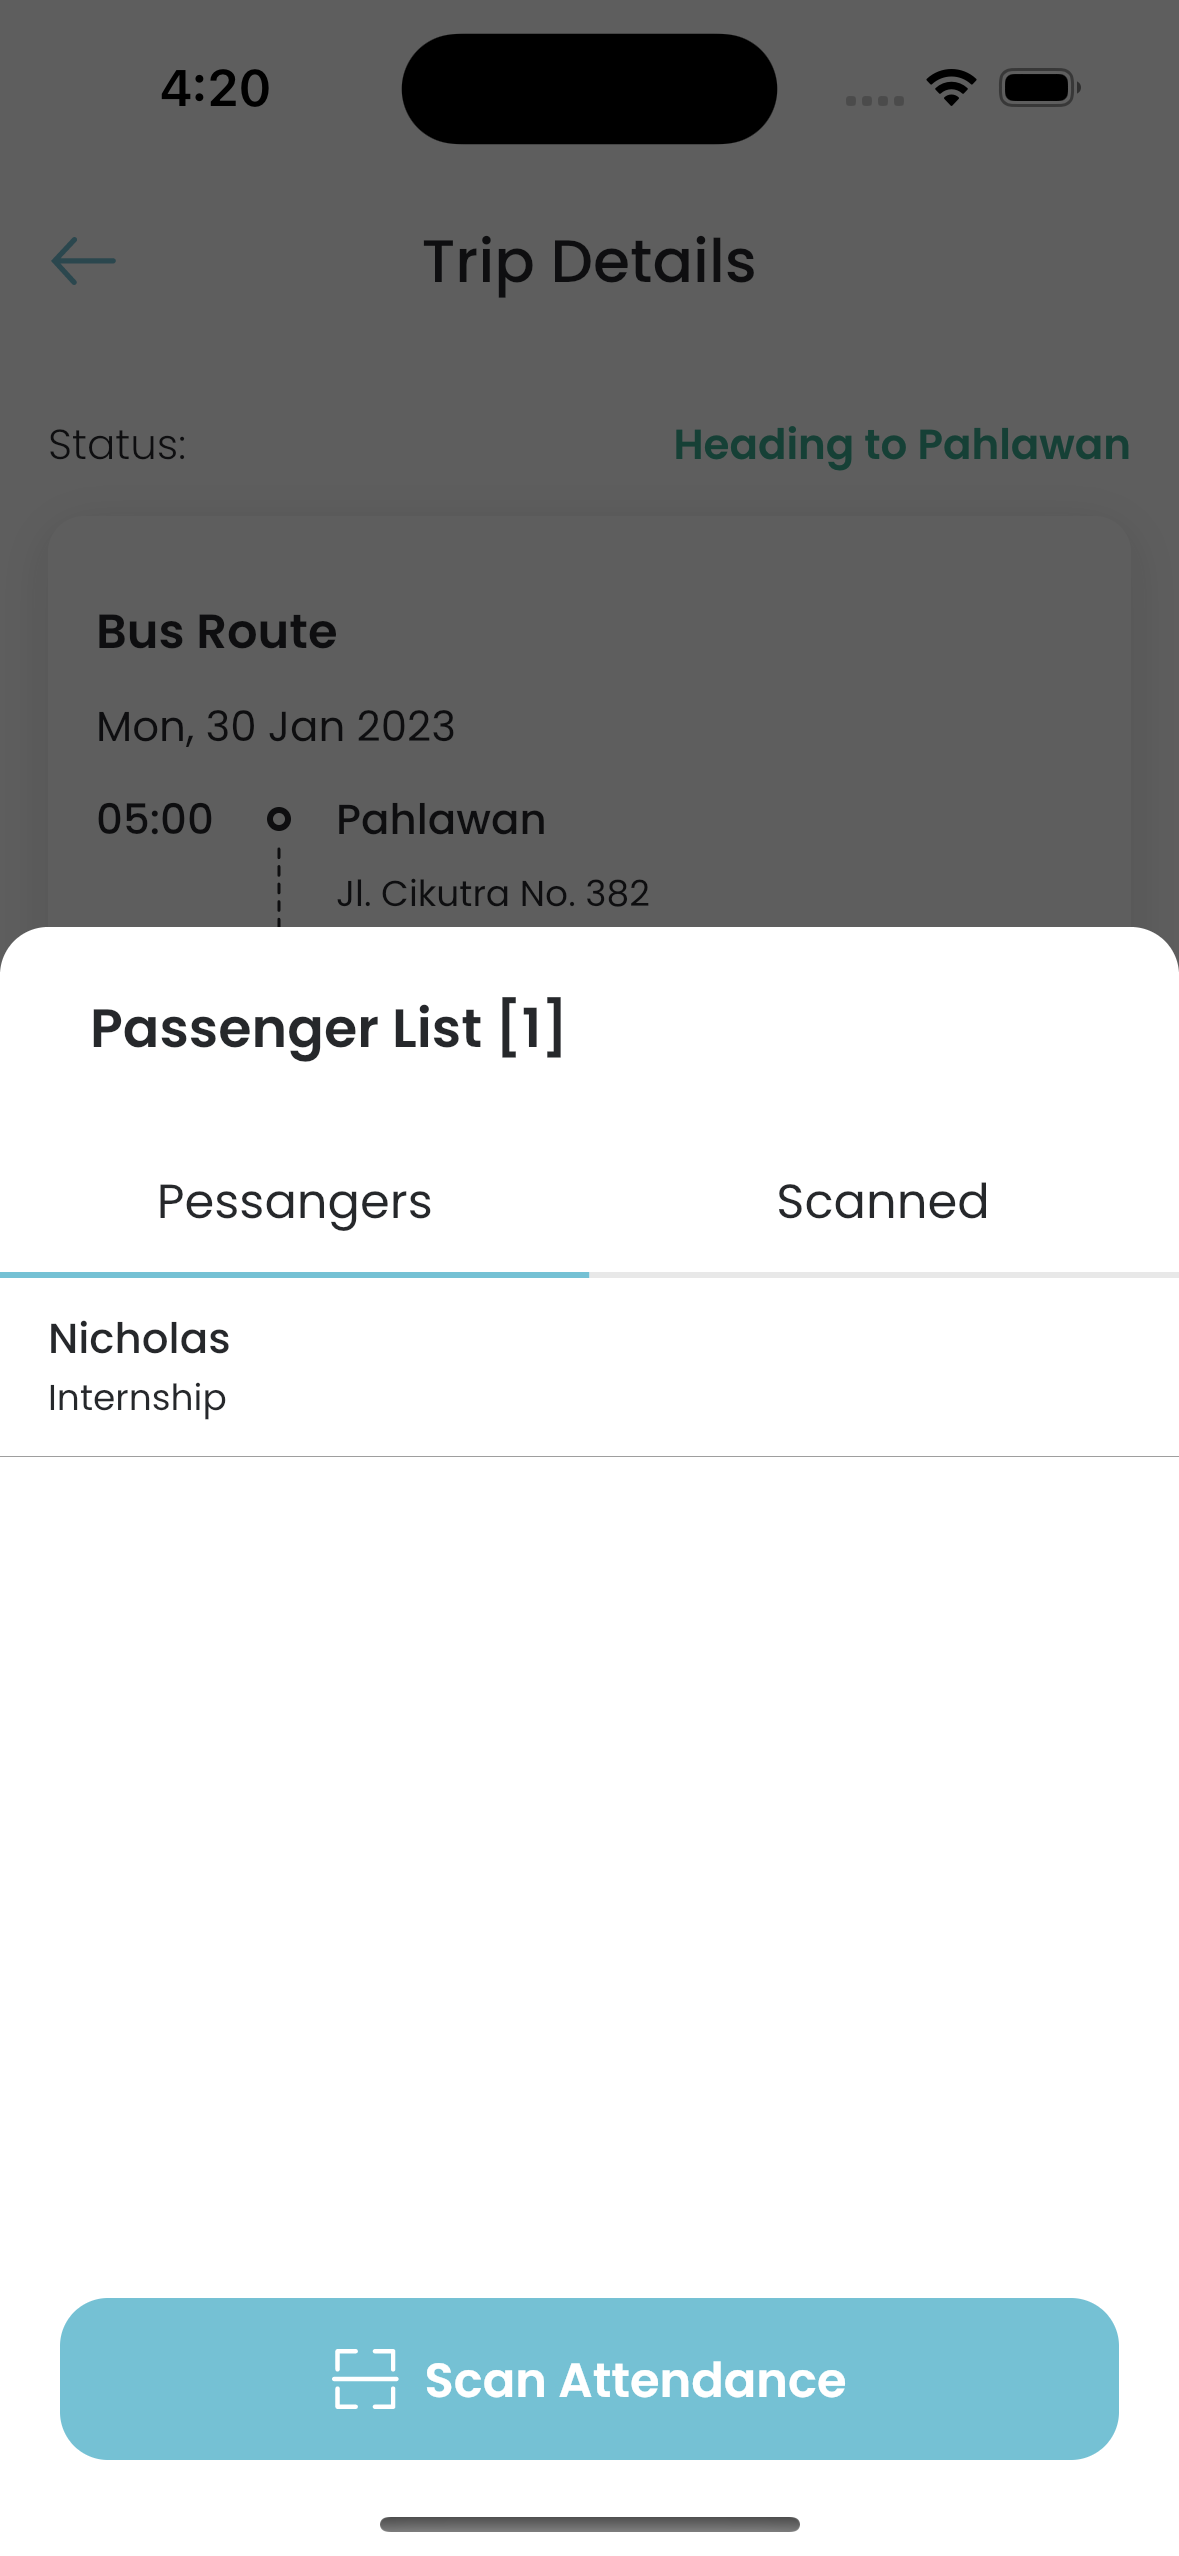 4:20
Trip Details
Status:
Heading to Pahlawan
Bus Route
Mon, 30 Jan 2023
05:00
Pahlawan
Jl. Cikutra No. 382
Passenger List [1]
Pessangers
Scanned
Nicholas
Internship
Scan Attendance